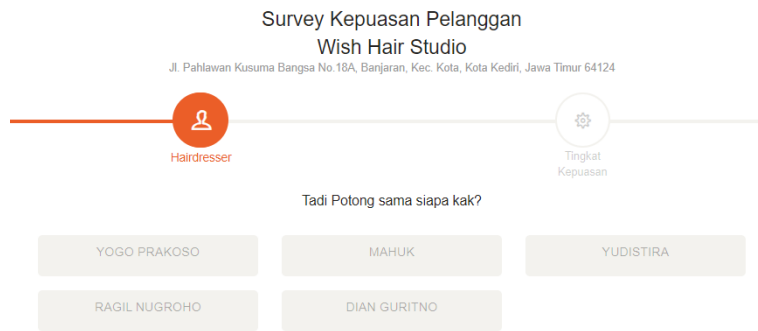 Survey Kepuasan Pelanggan
Wish Hair Studio
Jl. Pahlawan Kusuma Bangsa No.18A, Banjaran, Kec. Kota, Kota Kediri, Jawa Timur 64124
Hairdresser
Tingkat
Kepuasan
Tadi Potong sama siapa kak?
YOGO PRAKOSO
MAHUK
YUDISTIRA
RAGIL NUGROHO
DIAN GURITNO